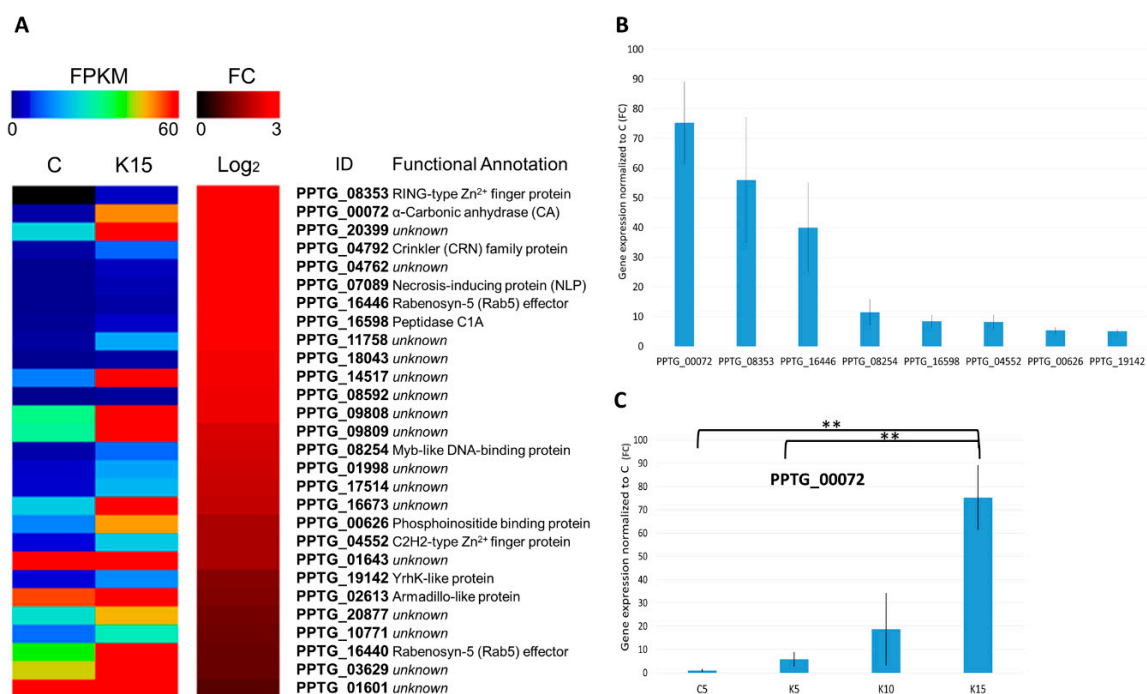 A
FPKM FC
0 60 0 3
C K15 Log2 ID Functional Annotation
PPTG_08353 RING-type Zn²⁺ finger protein
PPTG_00072 α-Carbonic anhydrase (CA)
PPTG_20399 unknown
PPTG_04792 Crinkler (CRN) family protein
PPTG_04762 unknown
PPTG_07089 Necrosis-inducing protein (NLP)
PPTG_16446 Rabenosyn-5 (Rab5) effector
PPTG_16598 Peptidase C1A
PPTG_11758 unknown
PPTG_18043 unknown
PPTG_14517 unknown
PPTG_08592 unknown
PPTG_09808 unknown
PPTG_09809 unknown
PPTG_08254 Myb-like DNA-binding protein
PPTG_01998 unknown
PPTG_17514 unknown
PPTG_16673 unknown
PPTG_00626 Phosphoinositide binding protein
PPTG_04552 C2H2-type Zn²⁺ finger protein
PPTG_01643 unknown
PPTG_19142 YrhK-like protein
PPTG_02613 Armadillo-like protein
PPTG_20877 unknown
PPTG_10771 unknown
PPTG_16440 Rabenosyn-5 (Rab5) effector
PPTG_03629 unknown
PPTG_01601 unknown
B
Gene expression normalized to C (FC)
100
90
80
70
60
50
40
30
20
10
0
PPTG_00072 PPTG_08353 PPTG_16446 PPTG_08254 PPTG_16598 PPTG_04552 PPTG_00626 PPTG_19142
C
**
**
PPTG_00072
Gene expression normalized to C (FC)
100
90
80
70
60
50
40
30
20
10
0
C5 K5 K10 K15